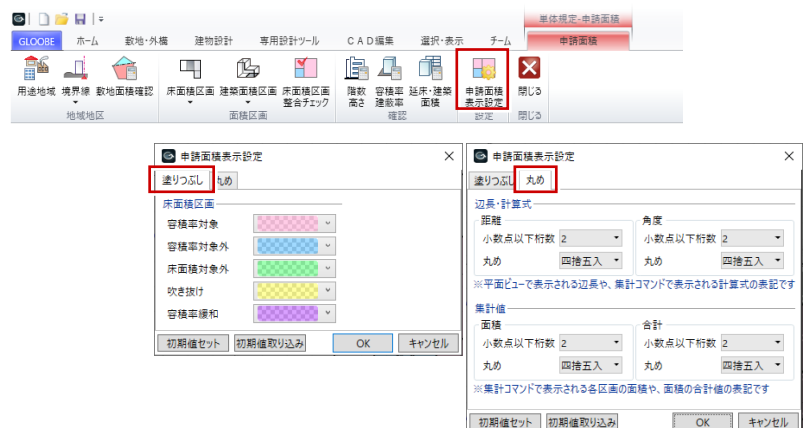 単体規定-申請面積
GLOOBE ホーム 敷地・外構 建物設計 専用設計ツール CAD編集 選択・表示 チーム 申請面積
用途地域 境界線 敷地面積確認 床面積区画 建築面積区画 床面積区画 整合チェック 階数 高さ 容積率 建蔽率 延床・建築 面積 申請面積 表示設定 閉じる
地域地区 面積区画 確認 設定 閉じる
申請面積表示設定
塗りつぶし 丸め
床面積区画
容積率対象
容積率対象外
床面積対象外
吹き抜け
容積率緩和
初期値セット 初期値取り込み OK キャンセル
申請面積表示設定
塗りつぶし 丸め
辺長・計算式
距離 角度
小数点以下桁数 2 小数点以下桁数 2
丸め 四捨五入 丸め 四捨五入
※平面ビューで表示される辺長や、集計コマンドで表示される計算式の表記です
集計値
面積 合計
小数点以下桁数 2 小数点以下桁数 2
丸め 四捨五入 丸め 四捨五入
※集計コマンドで表示される各区画の面積や、面積の合計値の表記です
初期値セット 初期値取り込み OK キャンセル